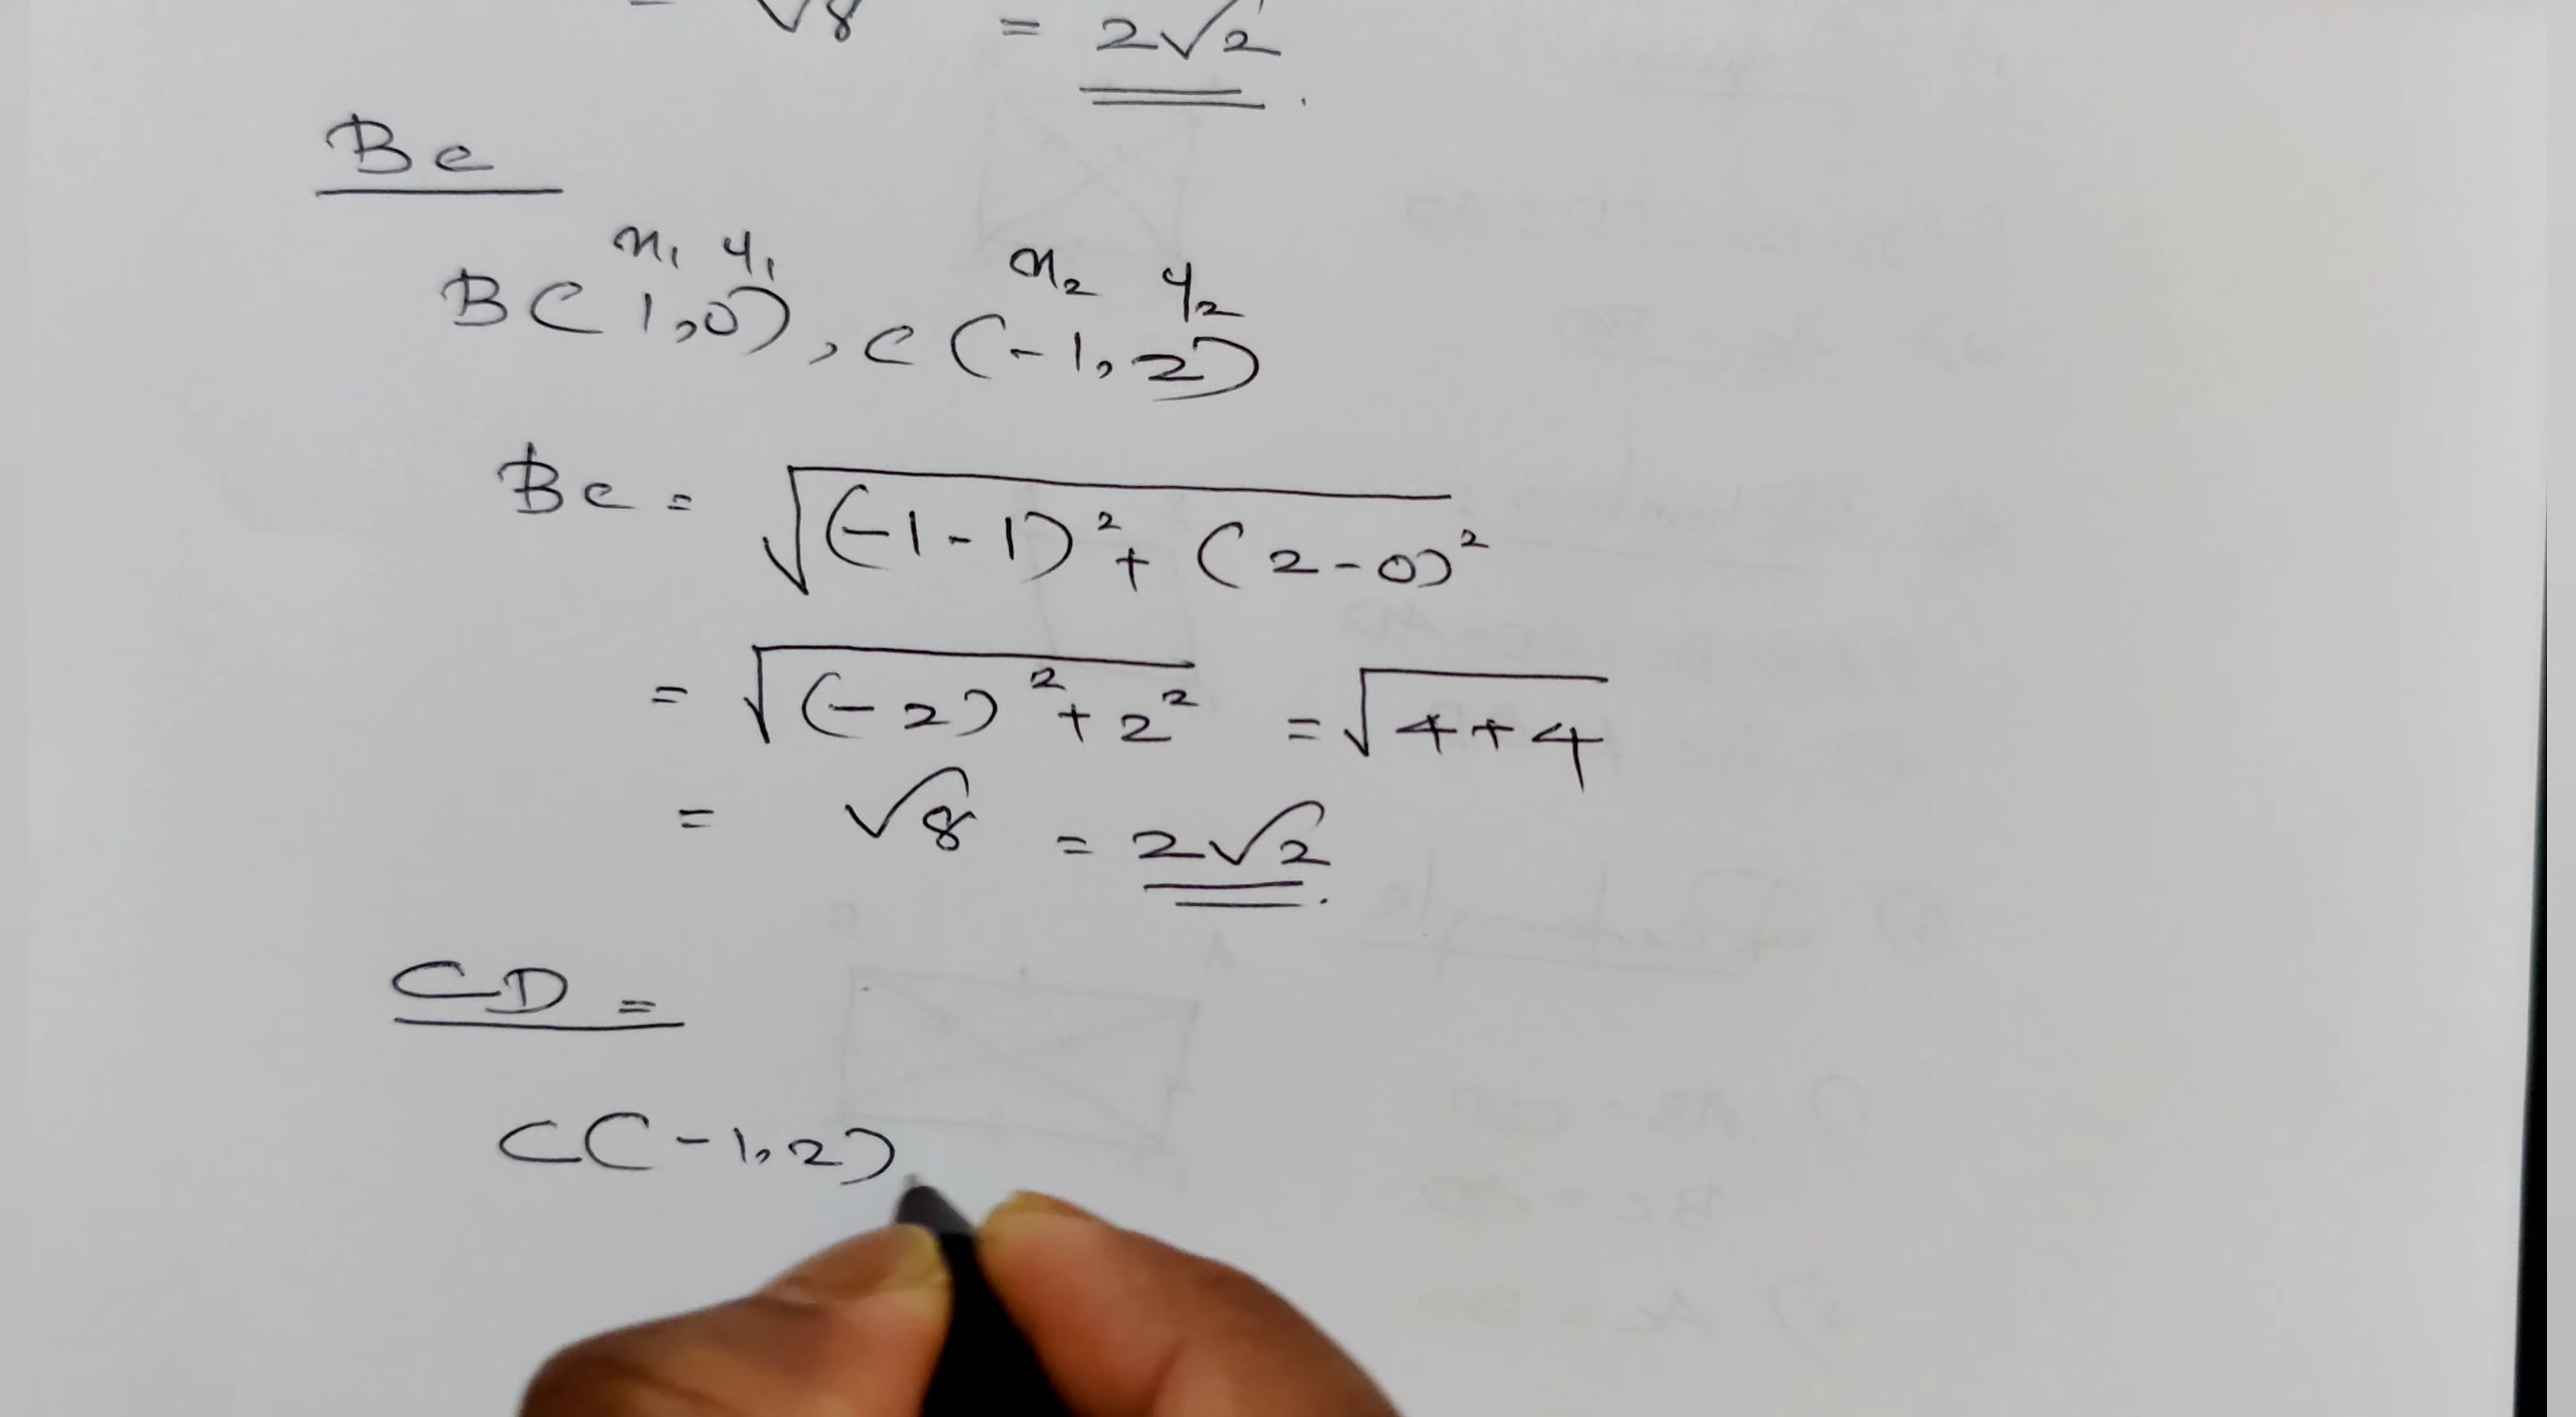 = √8 = 2√2
BC
x₁ y₁ x₂ y₂
B(1,0), C(-1,2)
BC = √(-1-1)² + (2-0)²
= √(-2)² + 2² = √4+4
= √8 = 2√2.
CD =
C(-1,2)